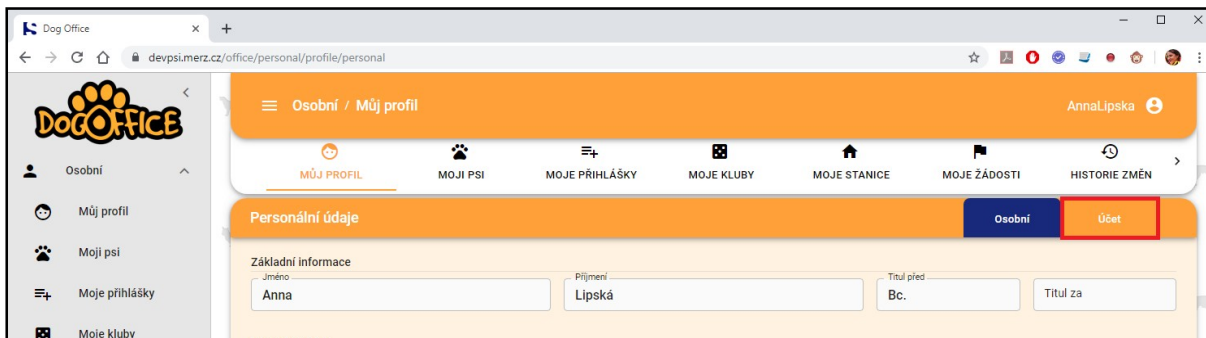 Dog Office
devpsi.merz.cz/office/personal/profile/personal
DOGOFFICE
Osobní / Můj profil
AnnaLipska
Osobní
MŮJ PROFIL
MOJI PSI
MOJE PŘIHLÁŠKY
MOJE KLUBY
MOJE STANICE
MOJE ŽÁDOSTI
HISTORIE ZMĚN
Můj profil
Personální údaje
Osobní
Účet
Moji psi
Základní informace
Jméno
Příjmení
Titul před
Anna
Lipská
Bc.
Titul za
Moje přihlášky
Moje kluby